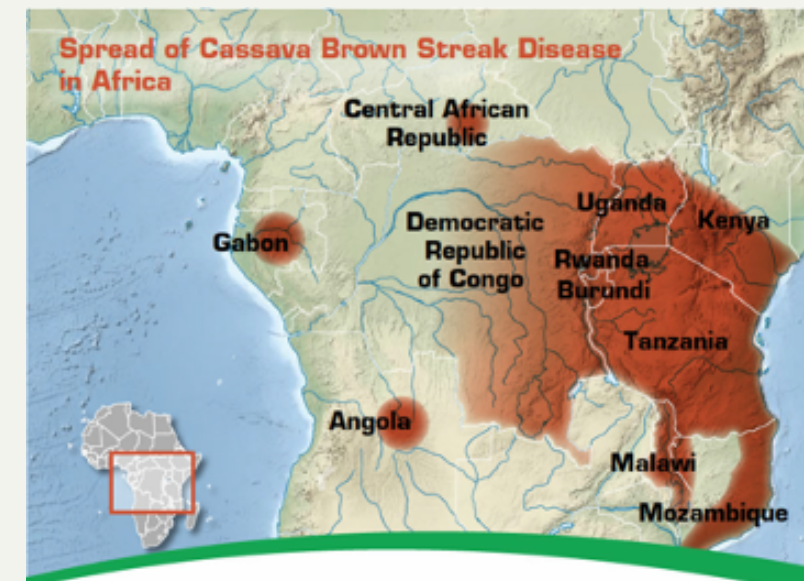 Spread of Cassava Brown Streak Disease
in Africa
Central African
Republic
Uganda
Kenya
Democratic
Republic
of Congo
Gabon
Rwanda
Burundi
Tanzania
Angola
Malawi
Mozambique